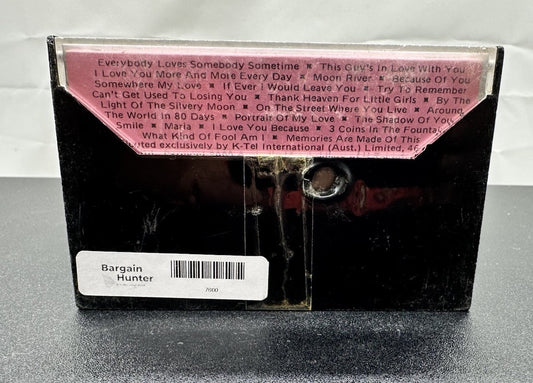 Everybody Loves Somebody Sometime ✖ This Guy's In Love With You
I Love You More And More Every Day ✖ Moon River ✖ Because Of You
Somewhere My Love ✖ If Ever I Would Leave You ✖ Try To Remember
Can't Get Used To Losing You ✖ Thank Heaven For Little Girls ✖ By The
Light Of The Silvery Moon ✖ On The Street Where You Live ✖ Around
The World In 80 Days ✖ Portrait Of My Love ✖ The Shadow Of You
Smile ✖ Maria ✖ I Love You Because ✖ 3 Coins In The Fountai
What Kind Of Fool Am I ✖ Memories Are Made Of This
uted exclusively by K-Tel International (Aust.) Limited, 46
Bargain
Hunter
7600